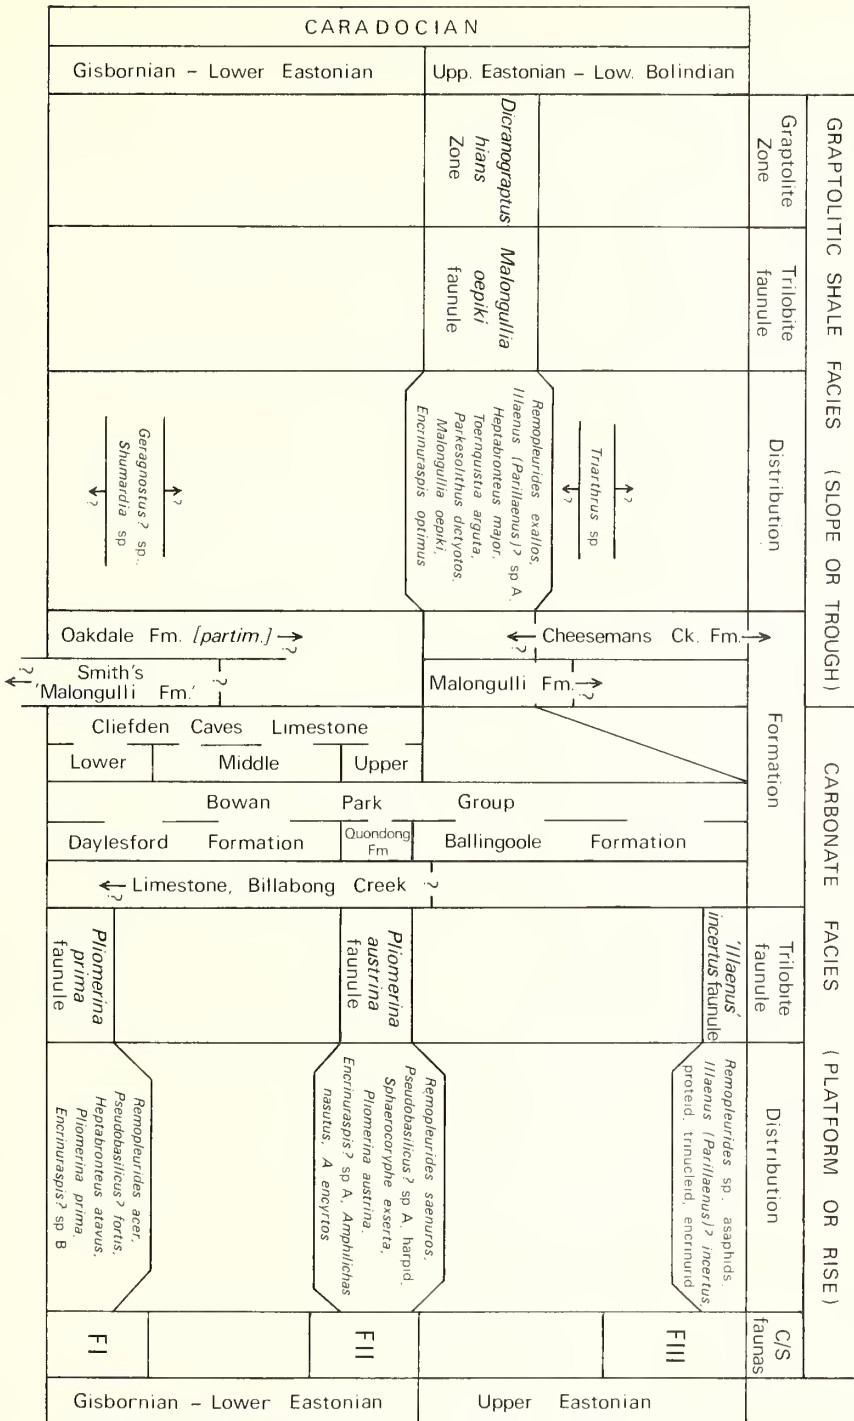 CARADOCIAN
Gisbornian – Lower Eastonian
Upp. Eastonian – Low. Bolindian
GRAPTOLITIC SHALE FACIES (SLOPE OR TROUGH)
Graptolite
Zone
Dicranograptus
hians
Zone
Trilobite
faunule
Malongullia
oepiki
faunule
Distribution
Remopleurides exallos,
Illaenus (Parillaenus)? sp A.
Heptabronteus major,
Toernquistia arguta,
Parkesolithus dictyotos,
Malongullia oepiki,
Encrinuraspis optimus
?
Triarthrus sp
?
?
Geragnostus? sp.,
Shumardia sp
?
Formation
Oakdale Fm. [partim.]
?
Cheesemans Ck. Fm.
?
Smith's
'Malongulli Fm.'
?
?
Malongulli Fm.
?
CARBONATE FACIES (PLATFORM OR RISE)
Cliefden Caves Limestone
Lower
Middle
Upper
Bowan Park Group
Daylesford Formation
Quondong
Fm
Ballingoole Formation
?
Limestone, Billabong Creek
?
Trilobite
faunule
'Illaenus'
incertus faunule
Pliomerina
austrina
faunule
Pliomerina
prima
faunule
Distribution
Remopleurides sp. asaphids.
Illaenus (Parillaenus)? incertus,
proteid, trinucleid, encrinurid
Remopleurides saenuros,
Pseudobasilicus? sp A, harpid.
Sphaerocoryphe exserta,
Pliomerina austrina.
Encrinuraspis? sp A, Amphilichas
nasutus, A encyrtos
Remopleurides acer,
Pseudobasilicus? fortis,
Heptabronteus atavus,
Pliomerina prima,
Encrinuraspis? sp B
C/S
faunas
FI
FII
FIII
Gisbornian – Lower Eastonian
Upper Eastonian